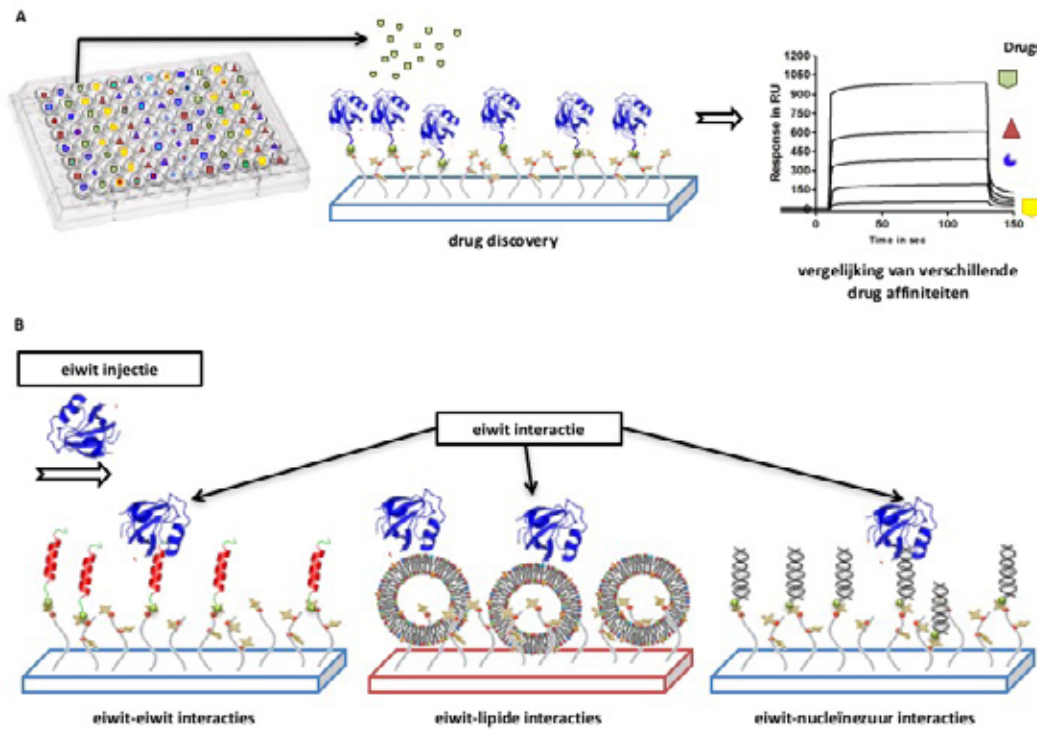 A
1200
1050
900
750
600
450
300
150
0
Response in RU
0
50
100
150
Time in sec
Drugs
drug discovery
vergelijking van verschillende
drug affiniteiten
B
eiwit injectie
eiwit interactie
eiwit-eiwit interacties
eiwit-lipide interacties
eiwit-nucleïnezuur interacties